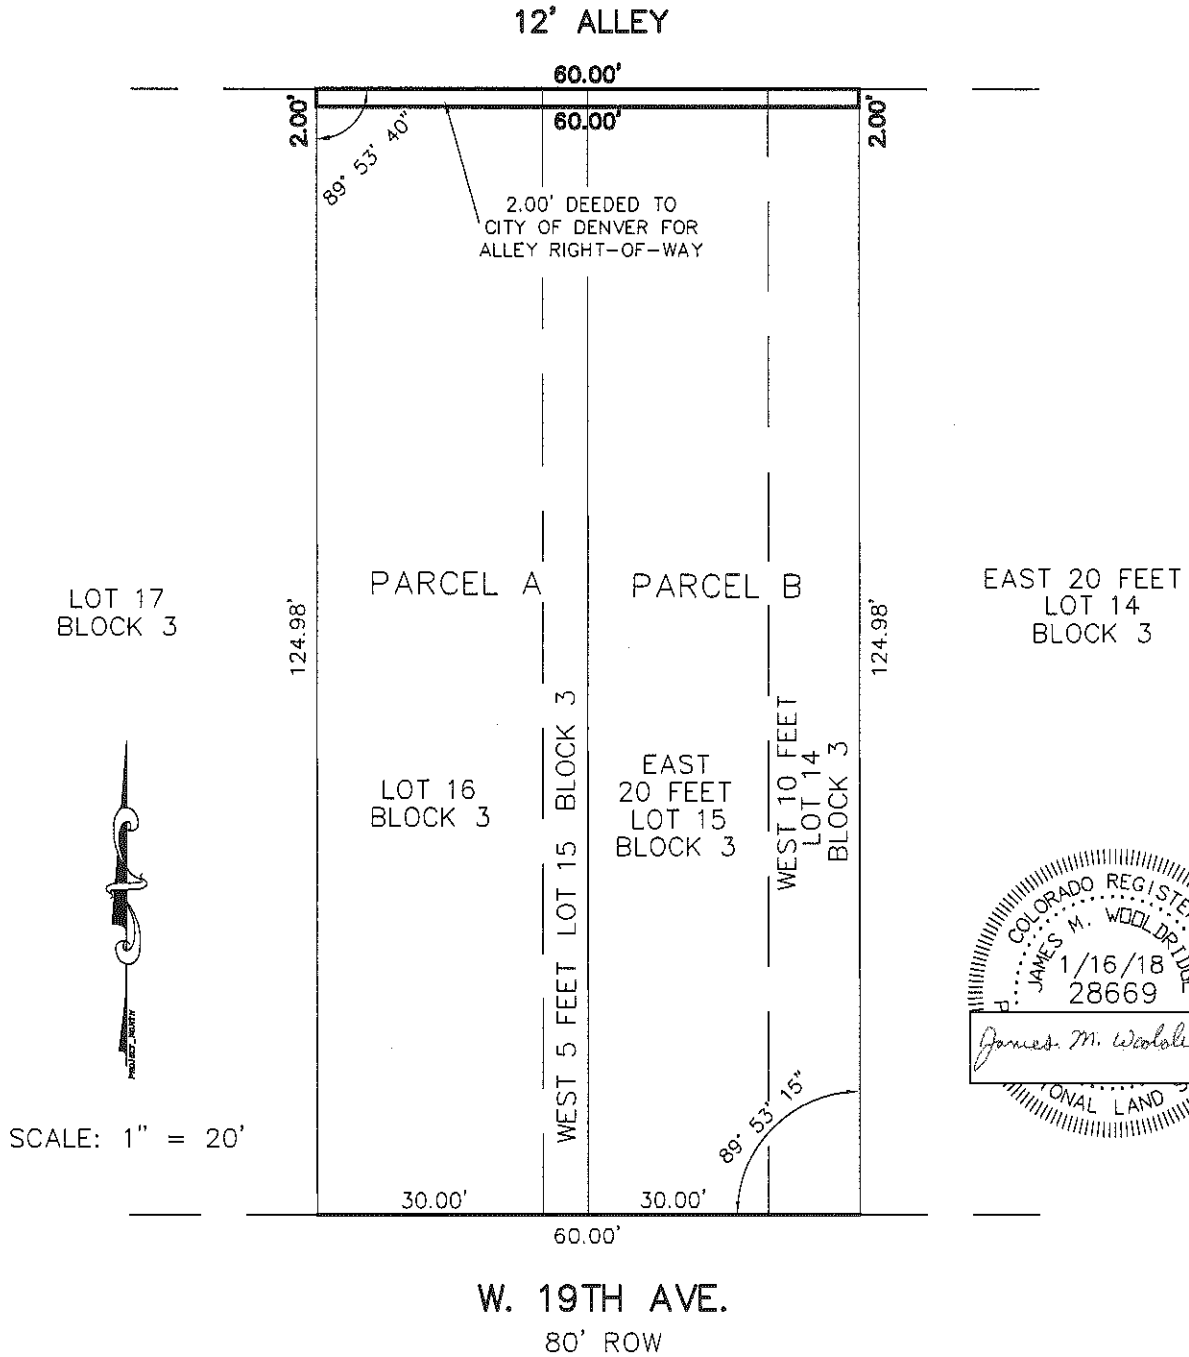 12' ALLEY
60.00'
2.00'
60.00'
2.00'
89° 53' 40"
2.00' DEEDED TO
CITY OF DENVER FOR
ALLEY RIGHT-OF-WAY
PARCEL A
PARCEL B
LOT 17
BLOCK 3
124.98'
124.98'
EAST 20 FEET
LOT 14
BLOCK 3
LOT 16
BLOCK 3
WEST 5 FEET LOT 15 BLOCK 3
EAST
20 FEET
LOT 15
BLOCK 3
WEST 10 FEET
LOT 14
BLOCK 3
PROJECT_NORTH
COLORADO REGISTE
JAMES M. WOOLDRIDGE
1/16/18
28669
P
James M.
IONAL LAND S
SCALE: 1" = 20'
89° 53' 15"
30.00'
30.00'
60.00'
W. 19TH AVE.
80' ROW